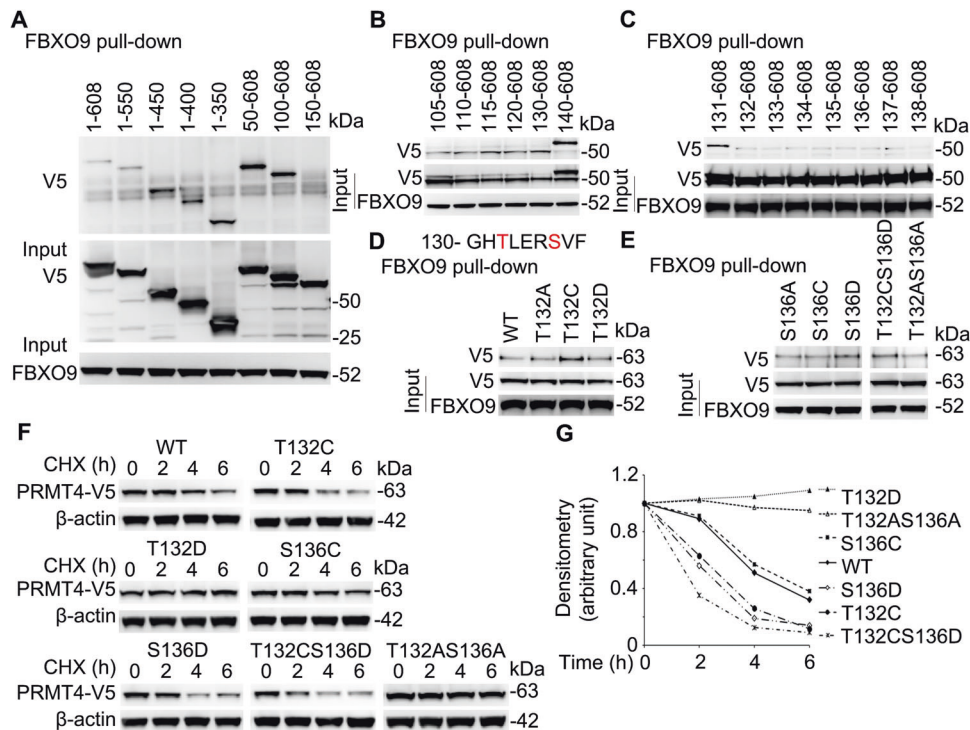 A
FBXO9 pull-down
1-608 1-550 1-450 1-400 1-350 50-608 100-608 150-608 kDa
V5
Input
V5
-50
-25
Input
FBXO9 -52
B
FBXO9 pull-down
105-608 110-608 115-608 120-608 130-608 140-608 kDa
V5 -50
Input
V5 -50
FBXO9 -52
C
FBXO9 pull-down
131-608 132-608 133-608 134-608 135-608 136-608 137-608 138-608 kDa
V5 -50
Input
V5 -50
FBXO9 -52
D
130- GHTLERSVF
FBXO9 pull-down
WT T132A T132C T132D kDa
V5 -63
Input
V5 -63
FBXO9 -52
E
FBXO9 pull-down
S136A S136C S136D T132CS136D T132AS136A kDa
V5 -63
Input
V5 -63
FBXO9 -52
F
WT T132C
CHX (h) 0 2 4 6 0 2 4 6 kDa
PRMT4-V5 -63
β-actin -42
T132D S136C
CHX (h) 0 2 4 6 0 2 4 6 kDa
PRMT4-V5 -63
β-actin -42
S136D T132CS136D T132AS136A
CHX (h) 0 2 4 6 0 2 4 6 0 2 4 6 kDa
PRMT4-V5 -63
β-actin -42
G
Densitometry
(arbitrary unit)
1.2
0.8
0.4
0
Time (h) 0 2 4 6
T132D
T132AS136A
S136C
WT
S136D
T132C
T132CS136D